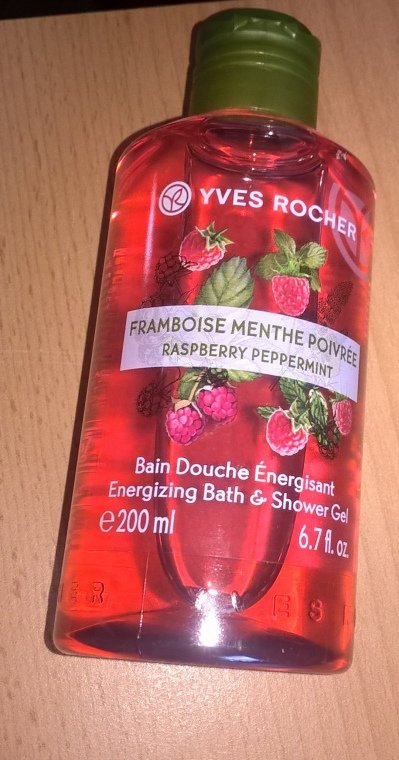 YVES ROCHER
FRAMBOISE MENTHE POIVRÉE
RASPBERRY PEPPERMINT
Bain Douche Énergisant
Energizing Bath & Shower Gel
e 200 ml
6.7 fl. oz.